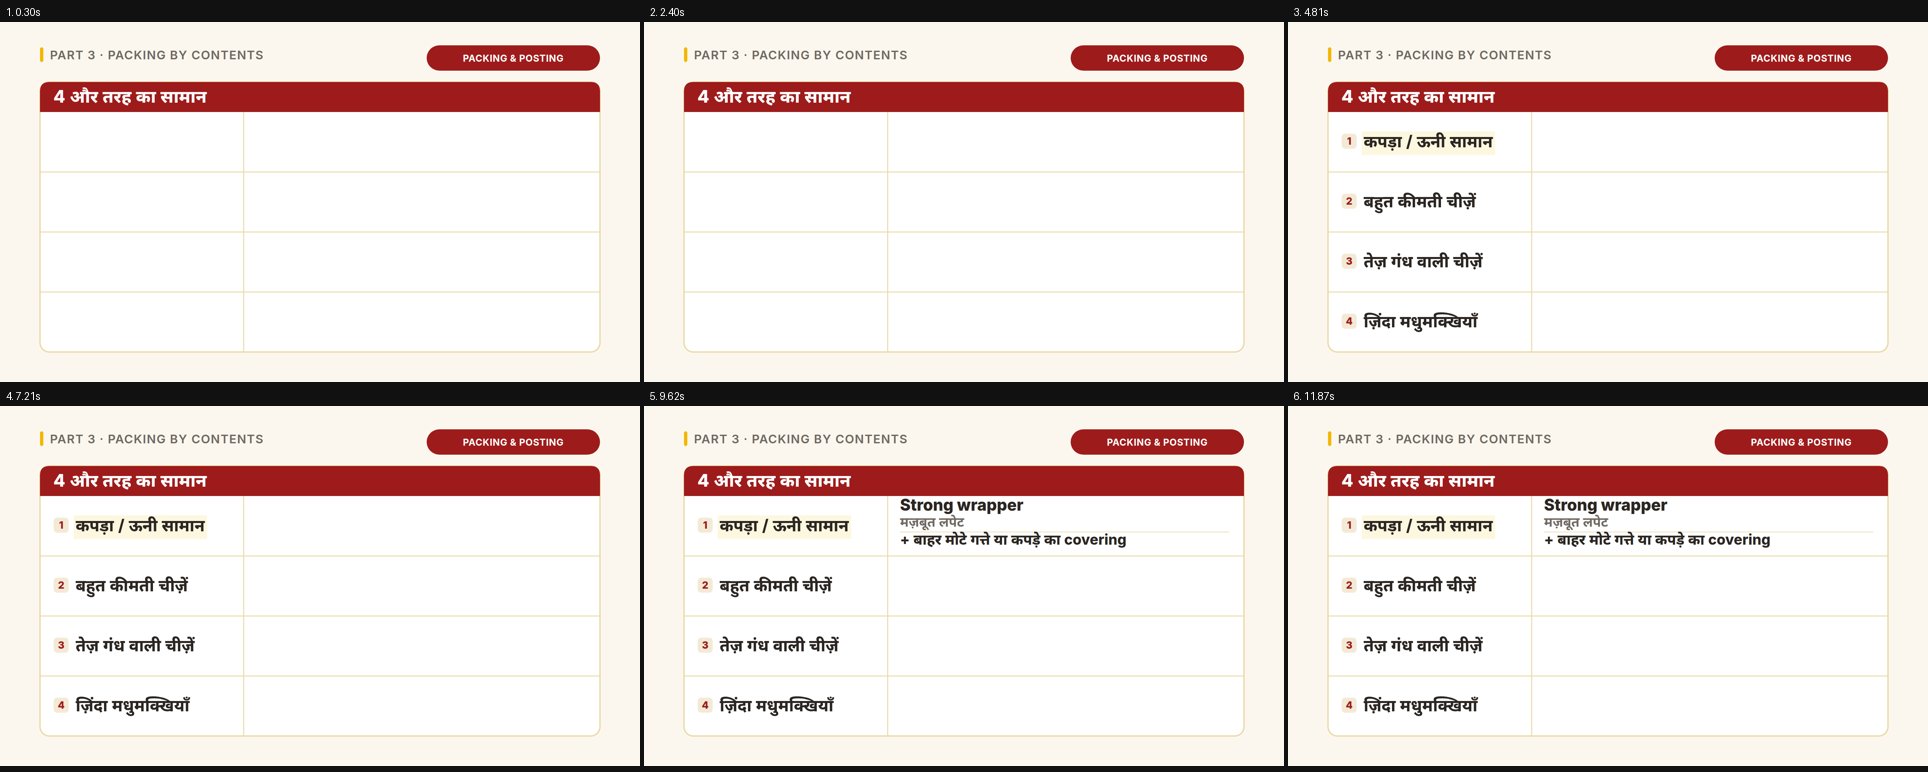 1. 0.30s
PART 3 · PACKING BY CONTENTS
PACKING & POSTING
4 और तरह का सामान
2. 2.40s
PART 3 · PACKING BY CONTENTS
PACKING & POSTING
4 और तरह का सामान
3. 4.81s
PART 3 · PACKING BY CONTENTS
PACKING & POSTING
4 और तरह का सामान
1 कपड़ा / ऊनी सामान
2 बहुत कीमती चीज़ें
3 तेज़ गंध वाली चीज़ें
4 ज़िंदा मधुमक्खियाँ
4. 7.21s
PART 3 · PACKING BY CONTENTS
PACKING & POSTING
4 और तरह का सामान
1 कपड़ा / ऊनी सामान
2 बहुत कीमती चीज़ें
3 तेज़ गंध वाली चीज़ें
4 ज़िंदा मधुमक्खियाँ
5. 9.62s
PART 3 · PACKING BY CONTENTS
PACKING & POSTING
4 और तरह का सामान
1 कपड़ा / ऊनी सामान
Strong wrapper
मज़बूत लपेट
+ बाहर मोटे गत्ते या कपड़े का covering
2 बहुत कीमती चीज़ें
3 तेज़ गंध वाली चीज़ें
4 ज़िंदा मधुमक्खियाँ
6. 11.87s
PART 3 · PACKING BY CONTENTS
PACKING & POSTING
4 और तरह का सामान
1 कपड़ा / ऊनी सामान
Strong wrapper
मज़बूत लपेट
+ बाहर मोटे गत्ते या कपड़े का covering
2 बहुत कीमती चीज़ें
3 तेज़ गंध वाली चीज़ें
4 ज़िंदा मधुमक्खियाँ